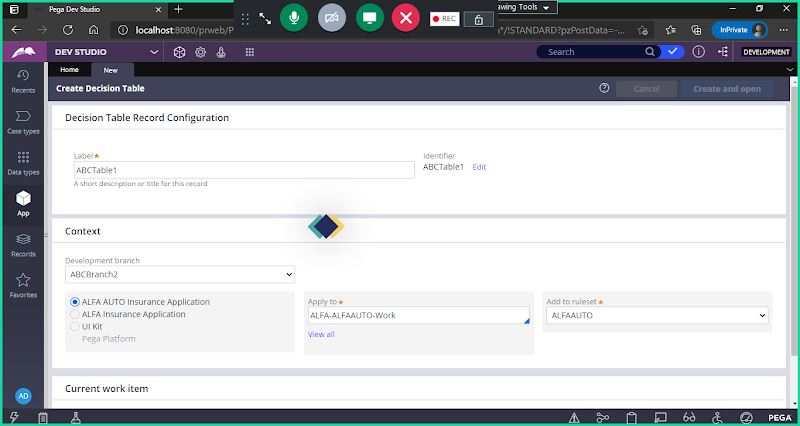 Pega Dev Studio
awing Tools
REC
localhost:8080/prweb/P
*/!STANDARD?pzPostData=-...
InPrivate
DEV STUDIO
Search
DEVELOPMENT
Home
New
Recents
Create Decision Table
Cancel
Create and open
Case types
Decision Table Record Configuration
Data types
Label★
Identifier
ABCTable1
ABCTable1
Edit
A short description or title for this record
App
Context
Records
Development branch
ABCBranch2
Favorites
ALFA AUTO Insurance Application
ALFA Insurance Application
UI Kit
Pega Platform
Apply to★
ALFA-ALFAAUTO-Work
View all
Add to ruleset★
ALFAAUTO
Current work item
AD
PEGA